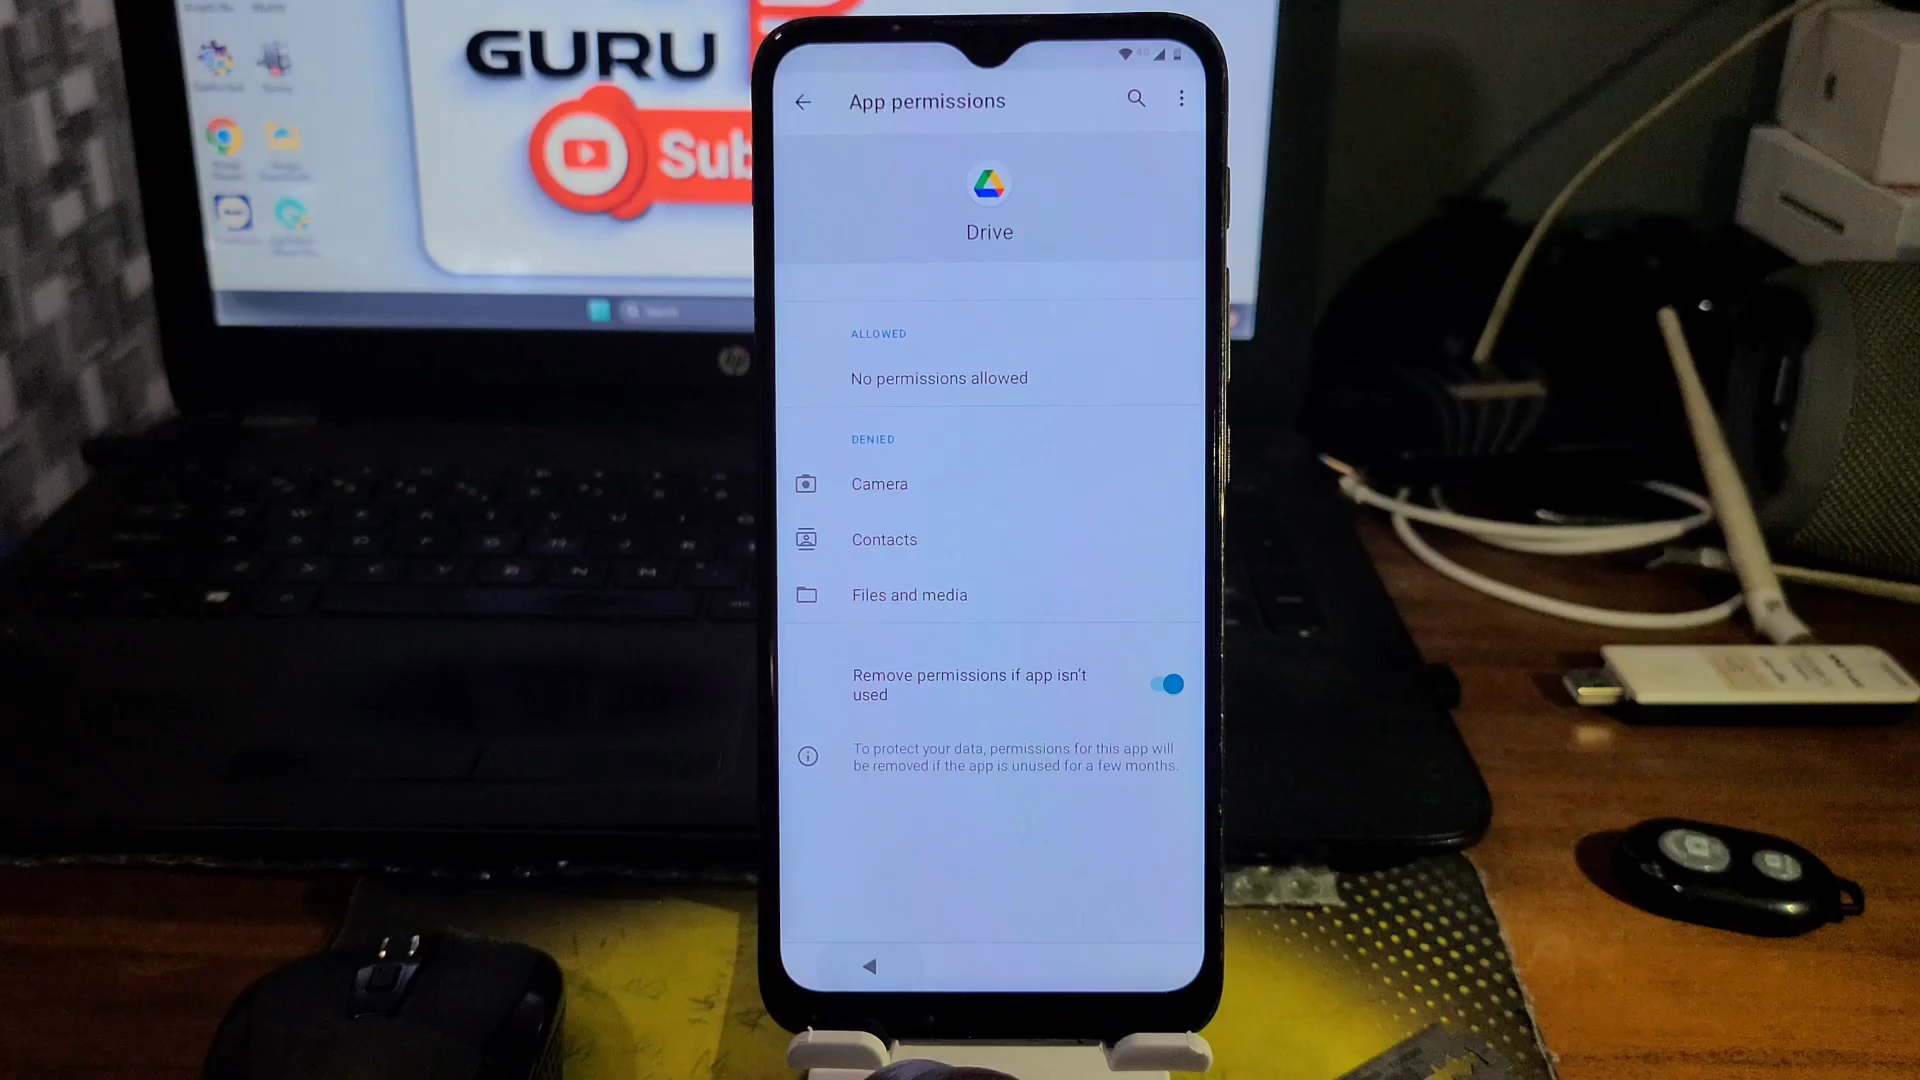 GURU
Sub
4G
App permissions
Drive
ALLOWED
No permissions allowed
DENIED
Camera
Contacts
Files and media
Remove permissions if app isn't
used
To protect your data, permissions for this app will
be removed if the app is unused for a few months.
hp